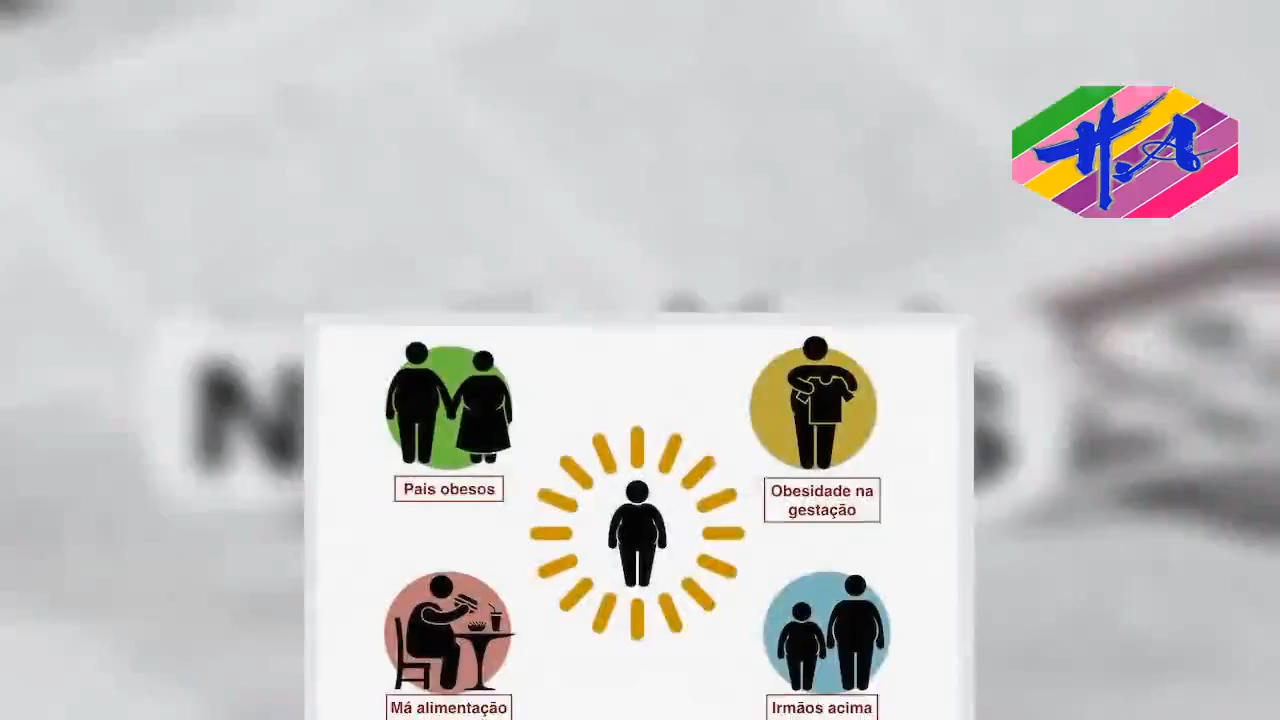 H.A
Pais obesos
Obesidade na
gestação
Má alimentação
Irmãos acima